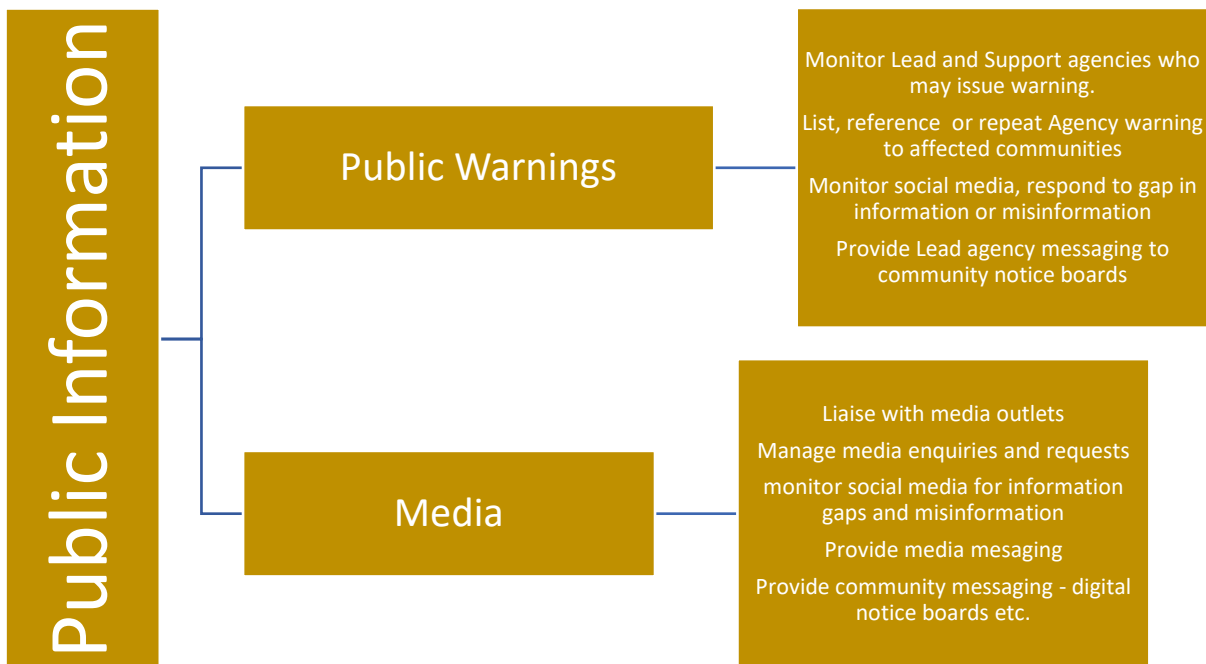 Public Information
Public Warnings
Monitor Lead and Support agencies who
may issue warning.
List, reference or repeat Agency warning
to affected communities
Monitor social media, respond to gap in
information or misinformation
Provide Lead agency messaging to
community notice boards
Media
Liaise with media outlets
Manage media enquiries and requests
monitor social media for information
gaps and misinformation
Provide media mesaging
Provide community messaging - digital
notice boards etc.